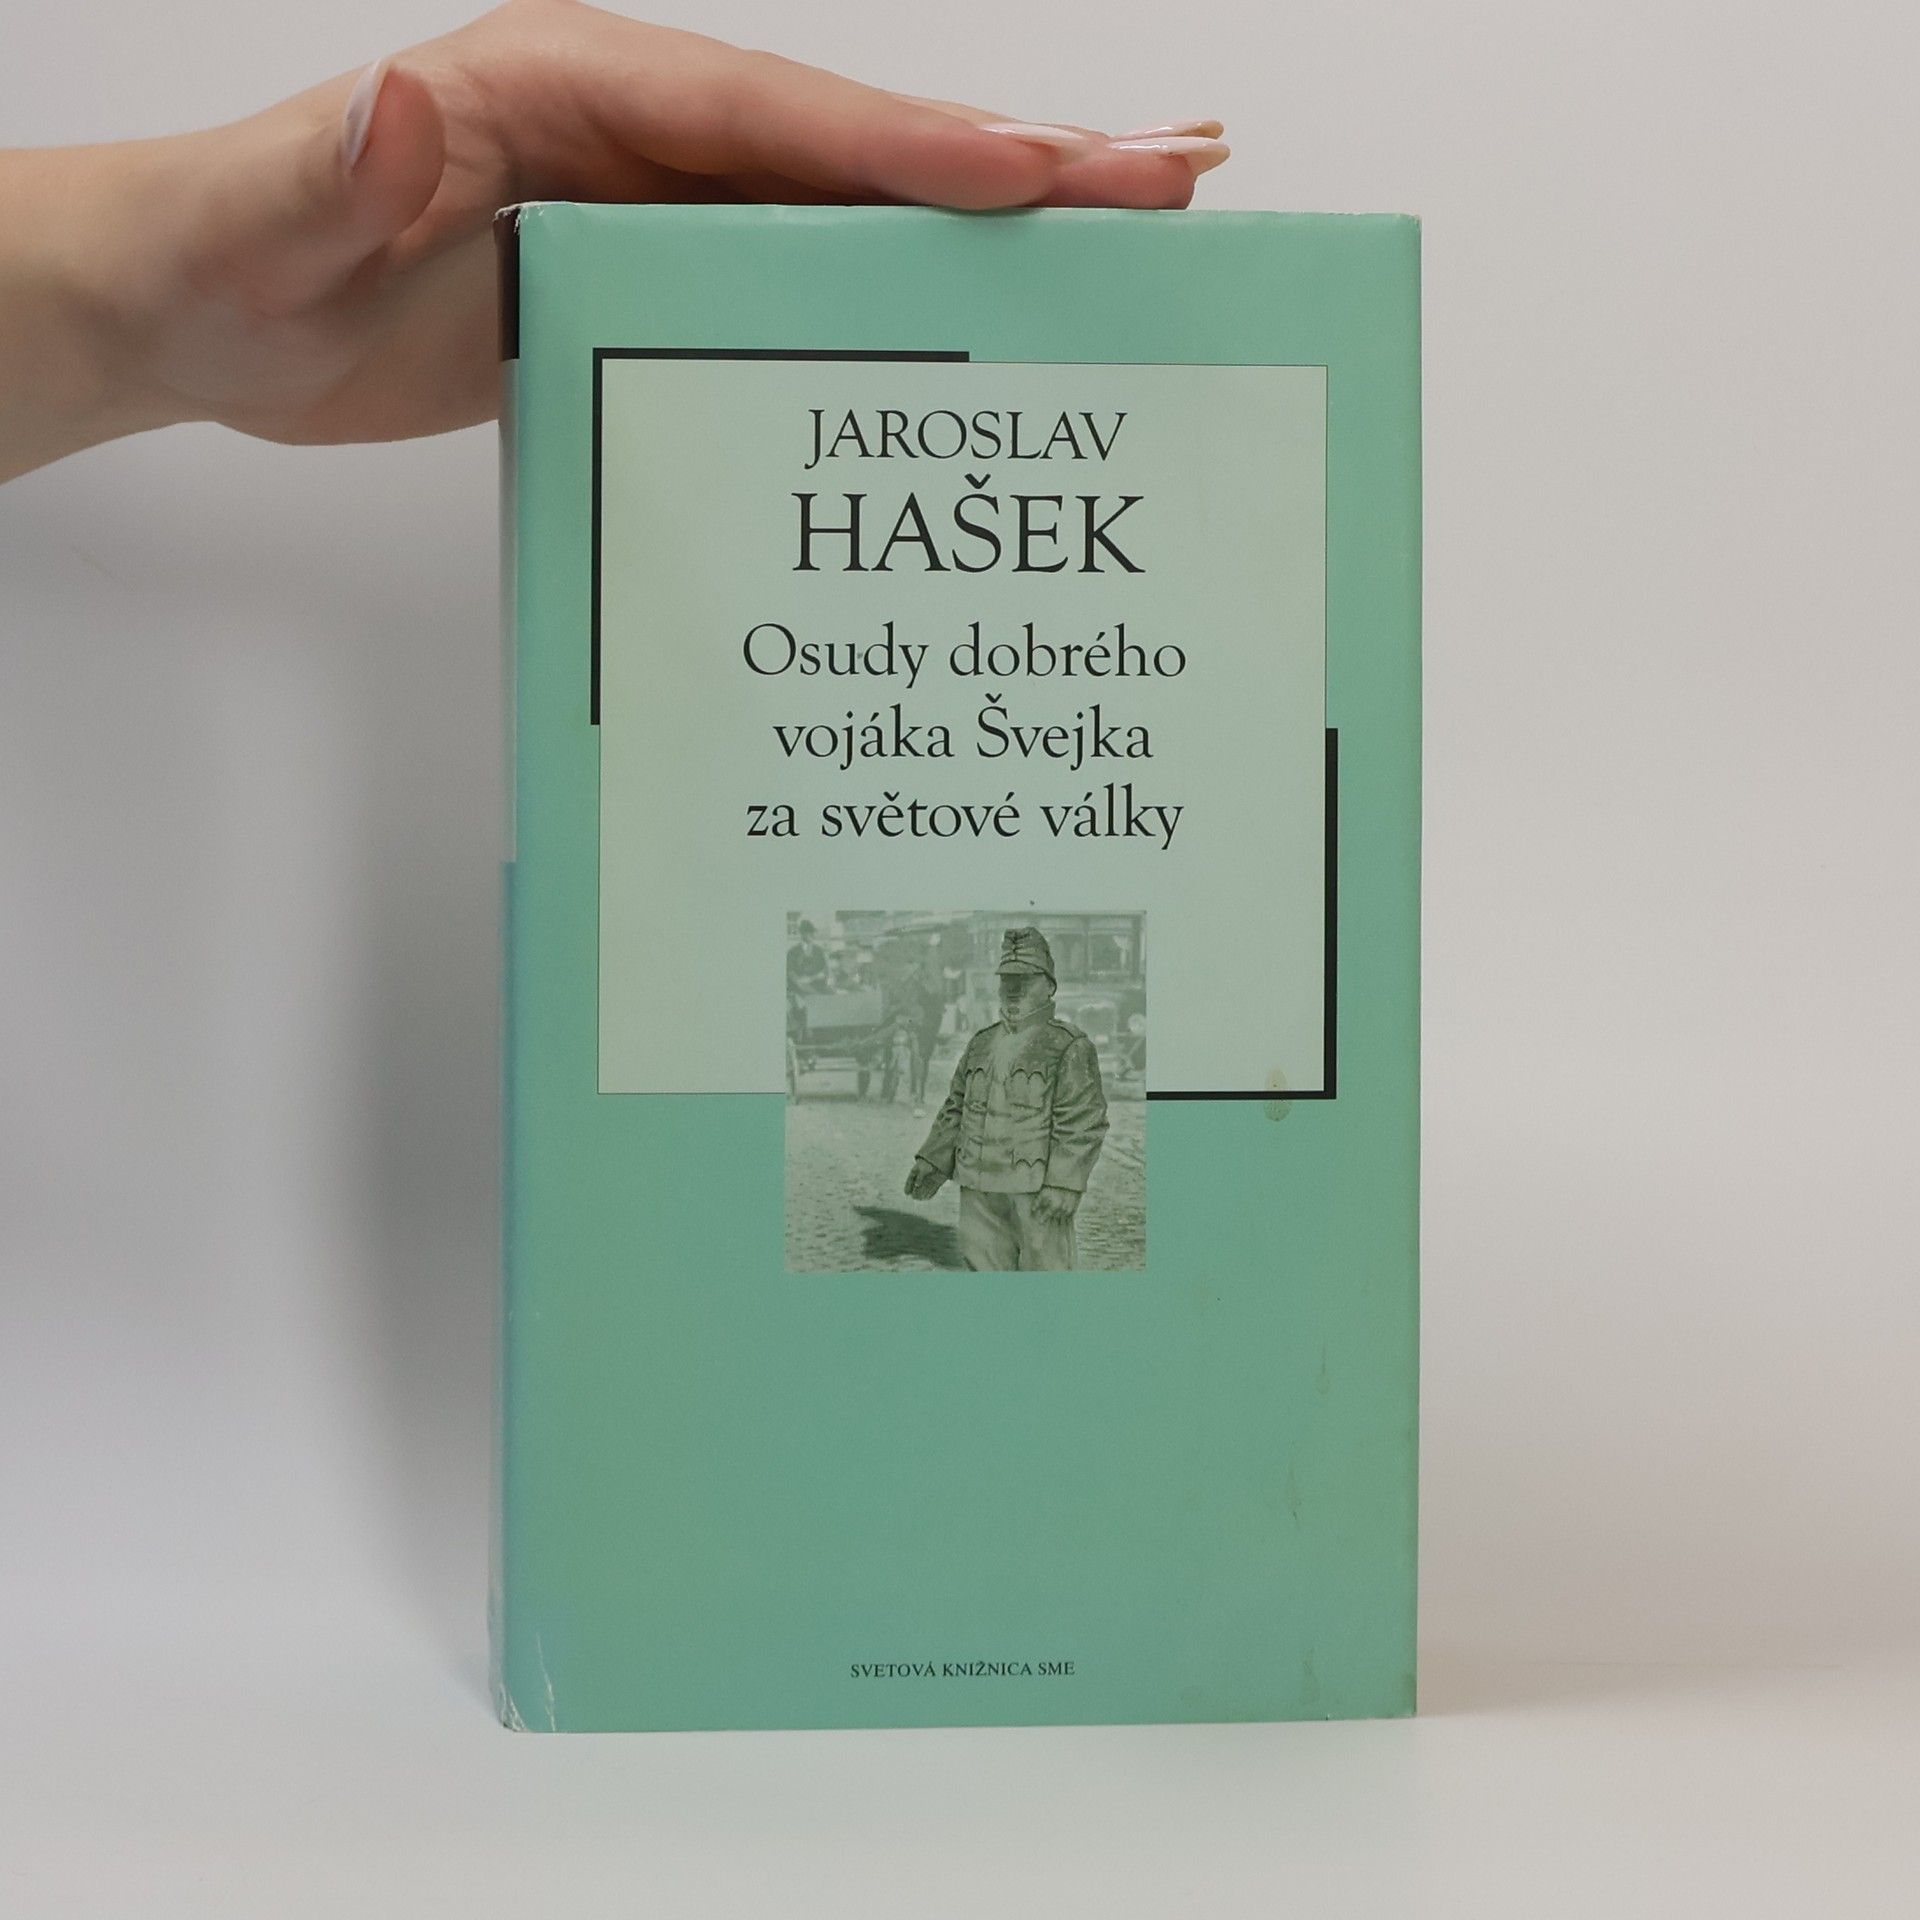 JAROSLAV
HAŠEK
Osudy dobrého
vojáka Švejka
za světové války
SVETOVÁ KNIŽNICA SME